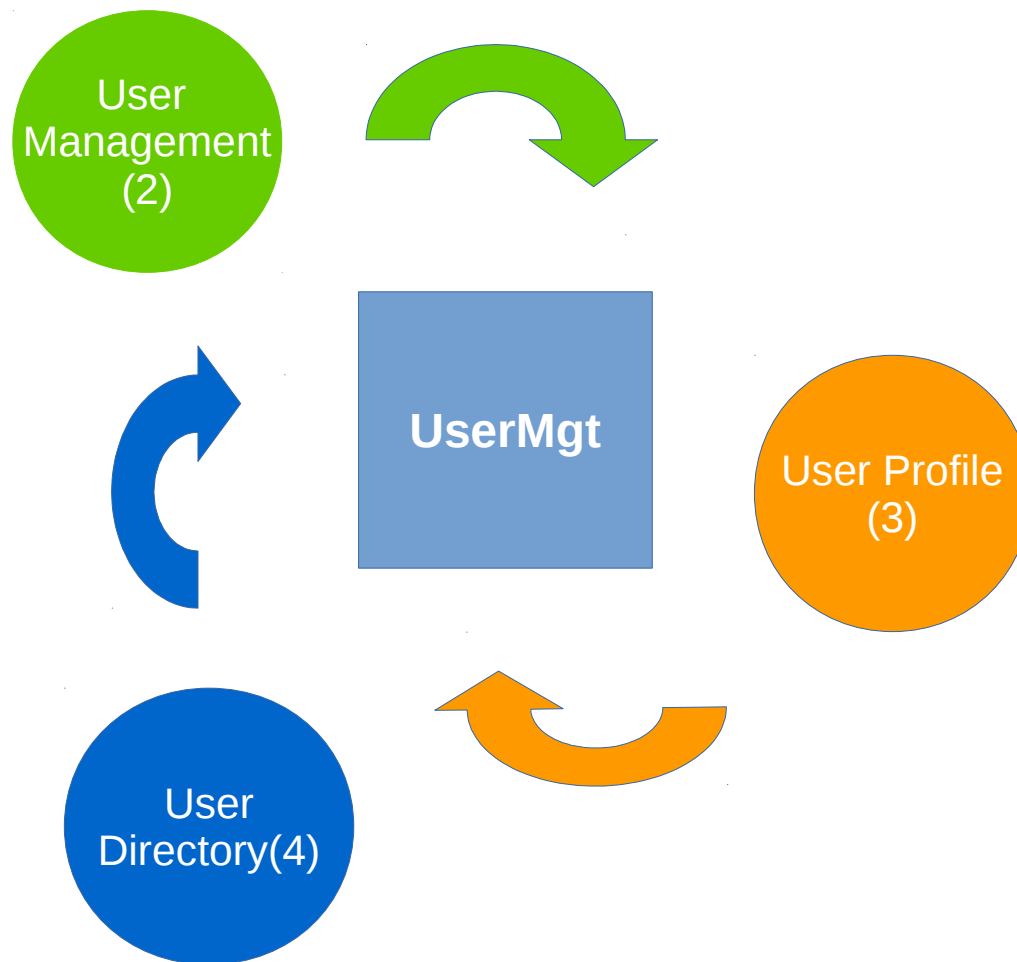 User
Management
(2)
UserMgt
User Profile
(3)
User
Directory(4)